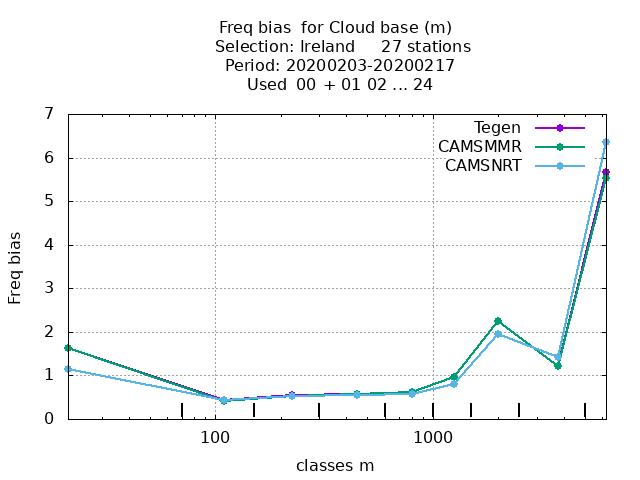 Freq bias  for Cloud base (m)
Selection: Ireland     27 stations
Period: 20200203-20200217
Used  00 + 01 02 ... 24
7
6
5
4
3
2
1
0
Freq bias
Tegen
CAMSMMR
CAMSNRT
100
1000
classes m